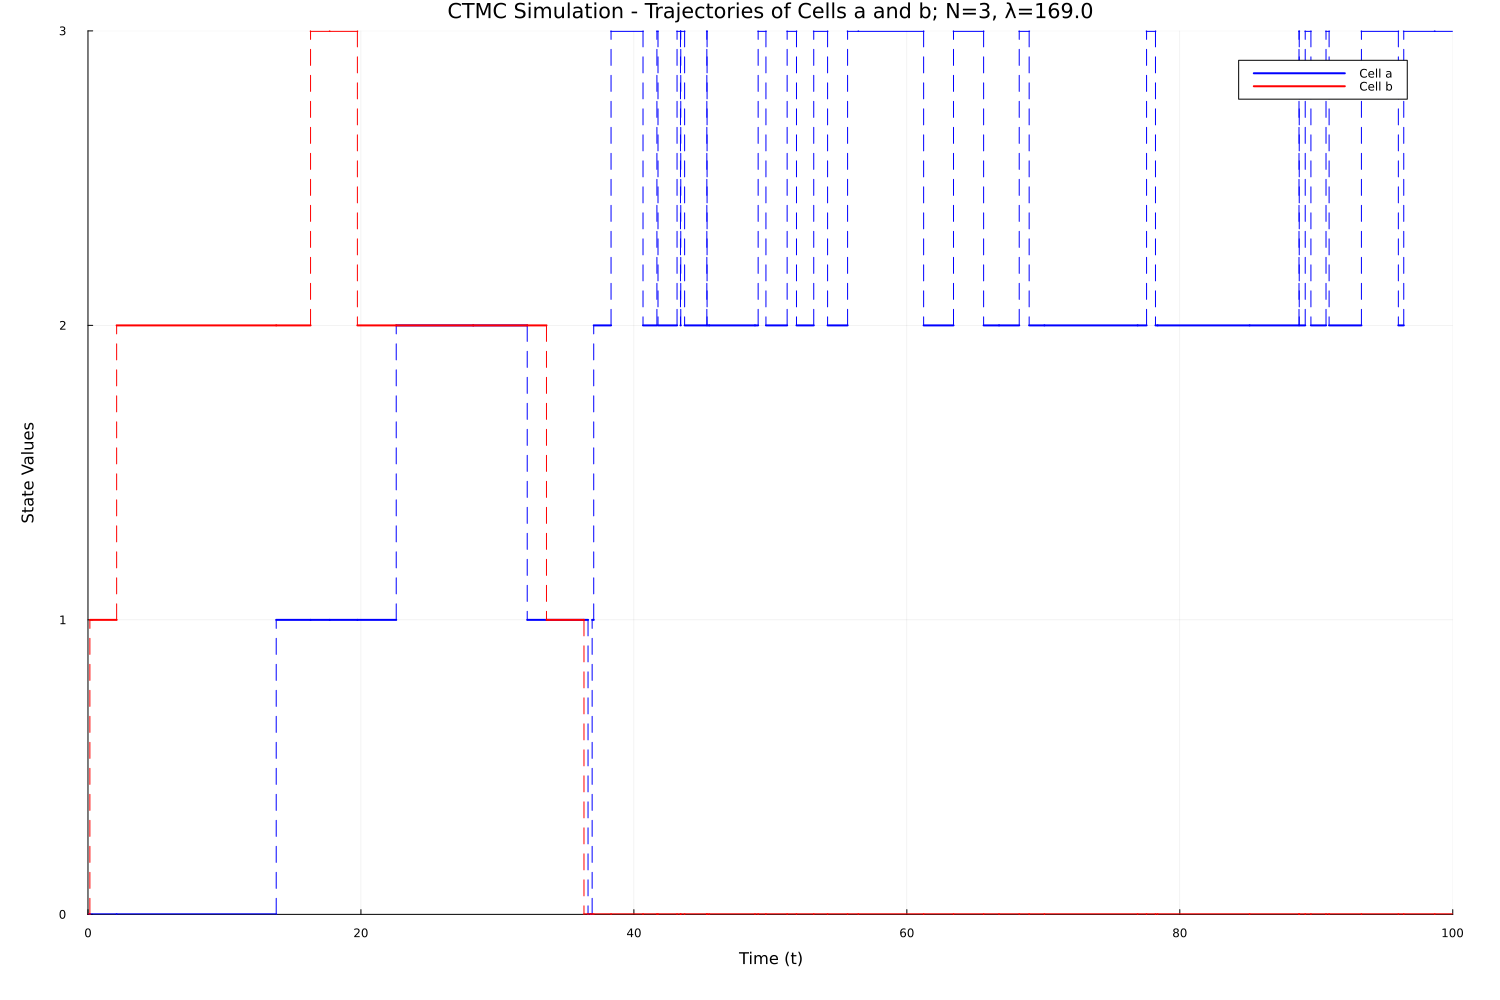 CTMC Simulation - Trajectories of Cells a and b; N=3, λ=169.0
3
Cell a
Cell b
2
State Values
1
0
0 20 40 60 80 100
Time (t)